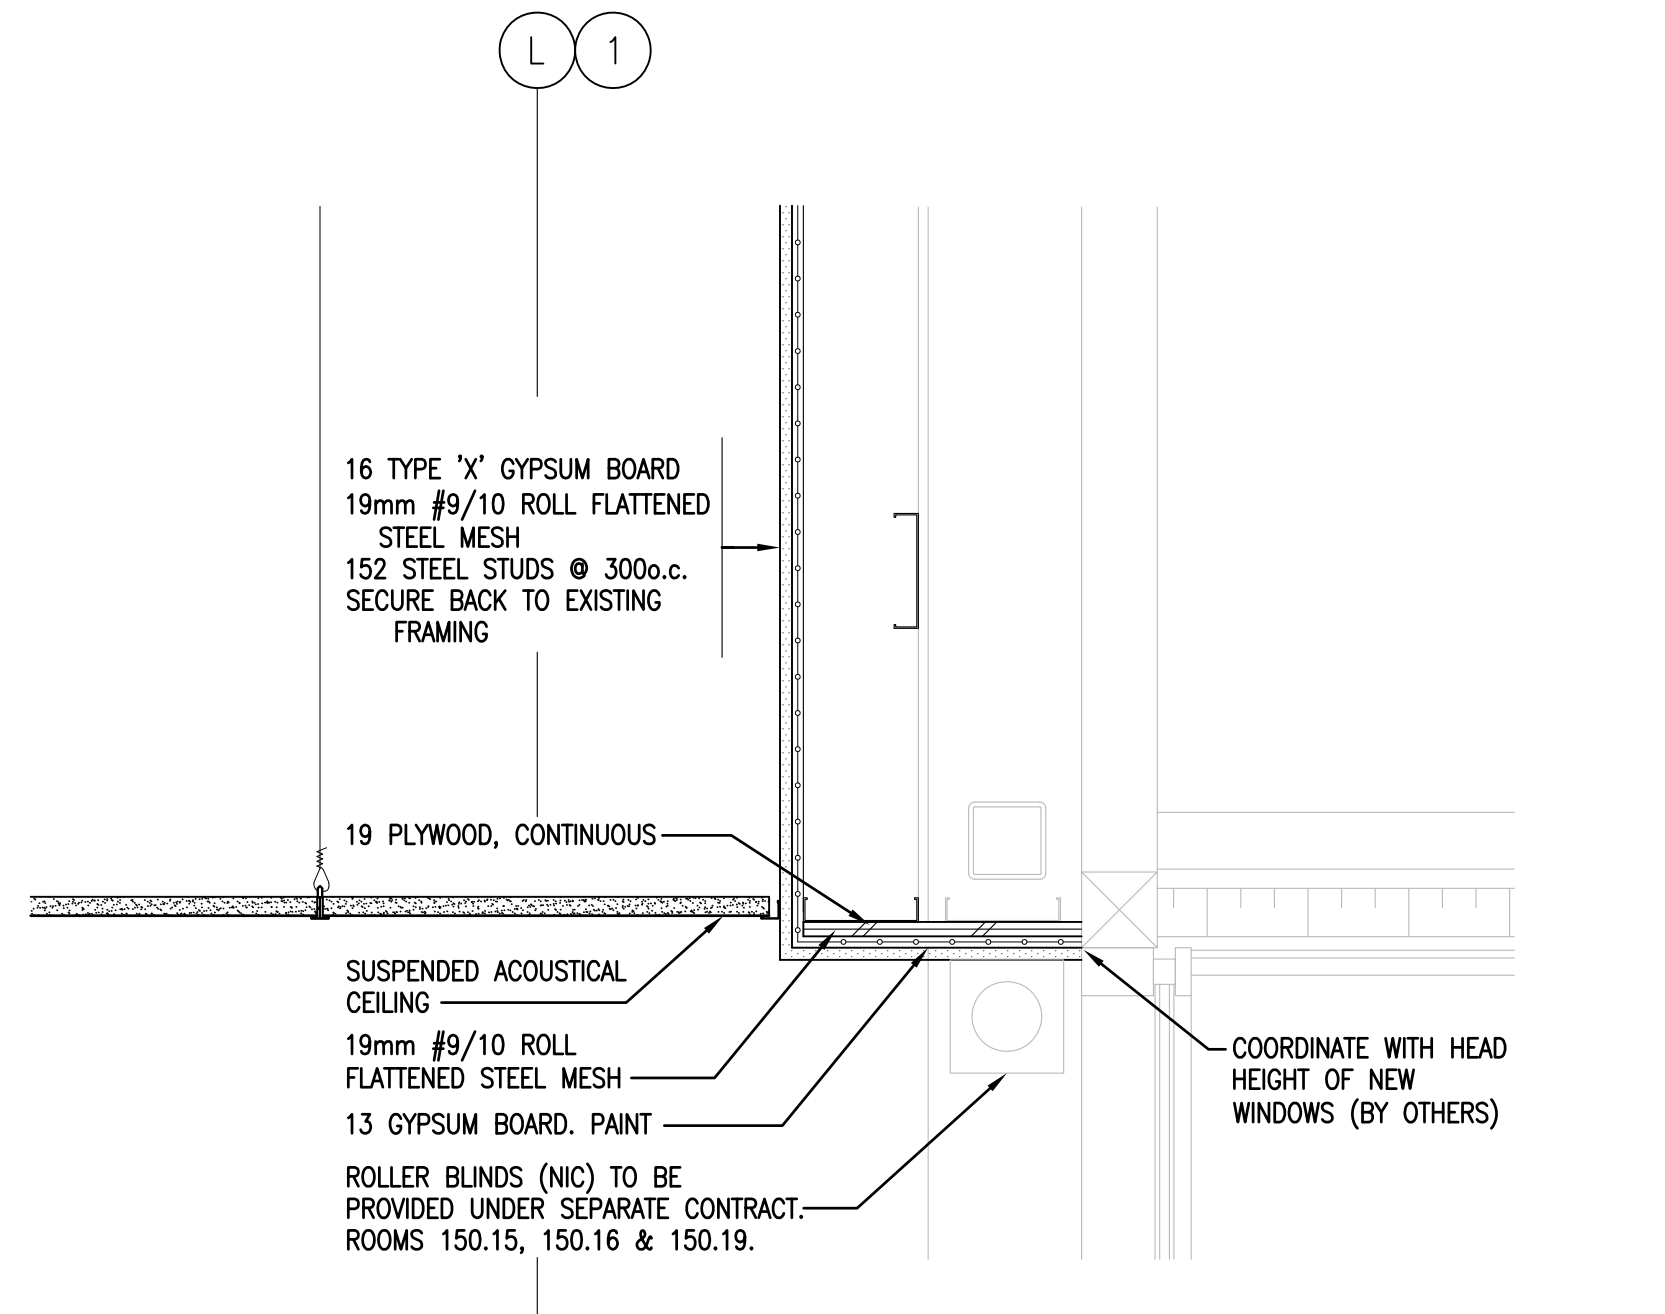 L 1
16 TYPE 'X' GYPSUM BOARD
19mm #9/10 ROLL FLATTENED
STEEL MESH
152 STEEL STUDS @ 300o.c.
SECURE BACK TO EXISTING
FRAMING
19 PLYWOOD, CONTINUOUS
SUSPENDED ACOUSTICAL
CEILING
19mm #9/10 ROLL
FLATTENED STEEL MESH
13 GYPSUM BOARD. PAINT
ROLLER BLINDS (NIC) TO BE
PROVIDED UNDER SEPARATE CONTRACT.
ROOMS 150.15, 150.16 & 150.19.
COORDINATE WITH HEAD
HEIGHT OF NEW
WINDOWS (BY OTHERS)